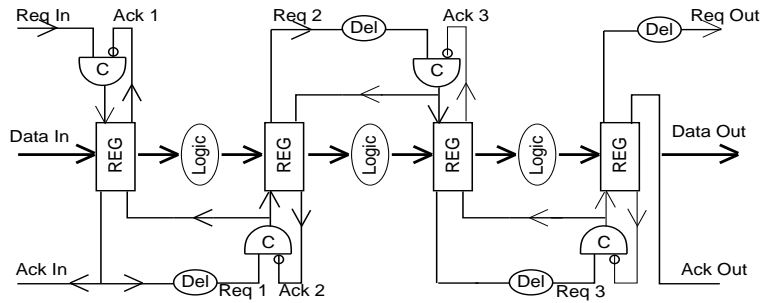 Req In Ack 1 Req 2 Del Ack 3 Del Req Out
C C
Data In REG Logic REG Logic REG Logic REG Data Out
C C
Ack In Del Req 1 Ack 2 Del Req 3 Ack Out